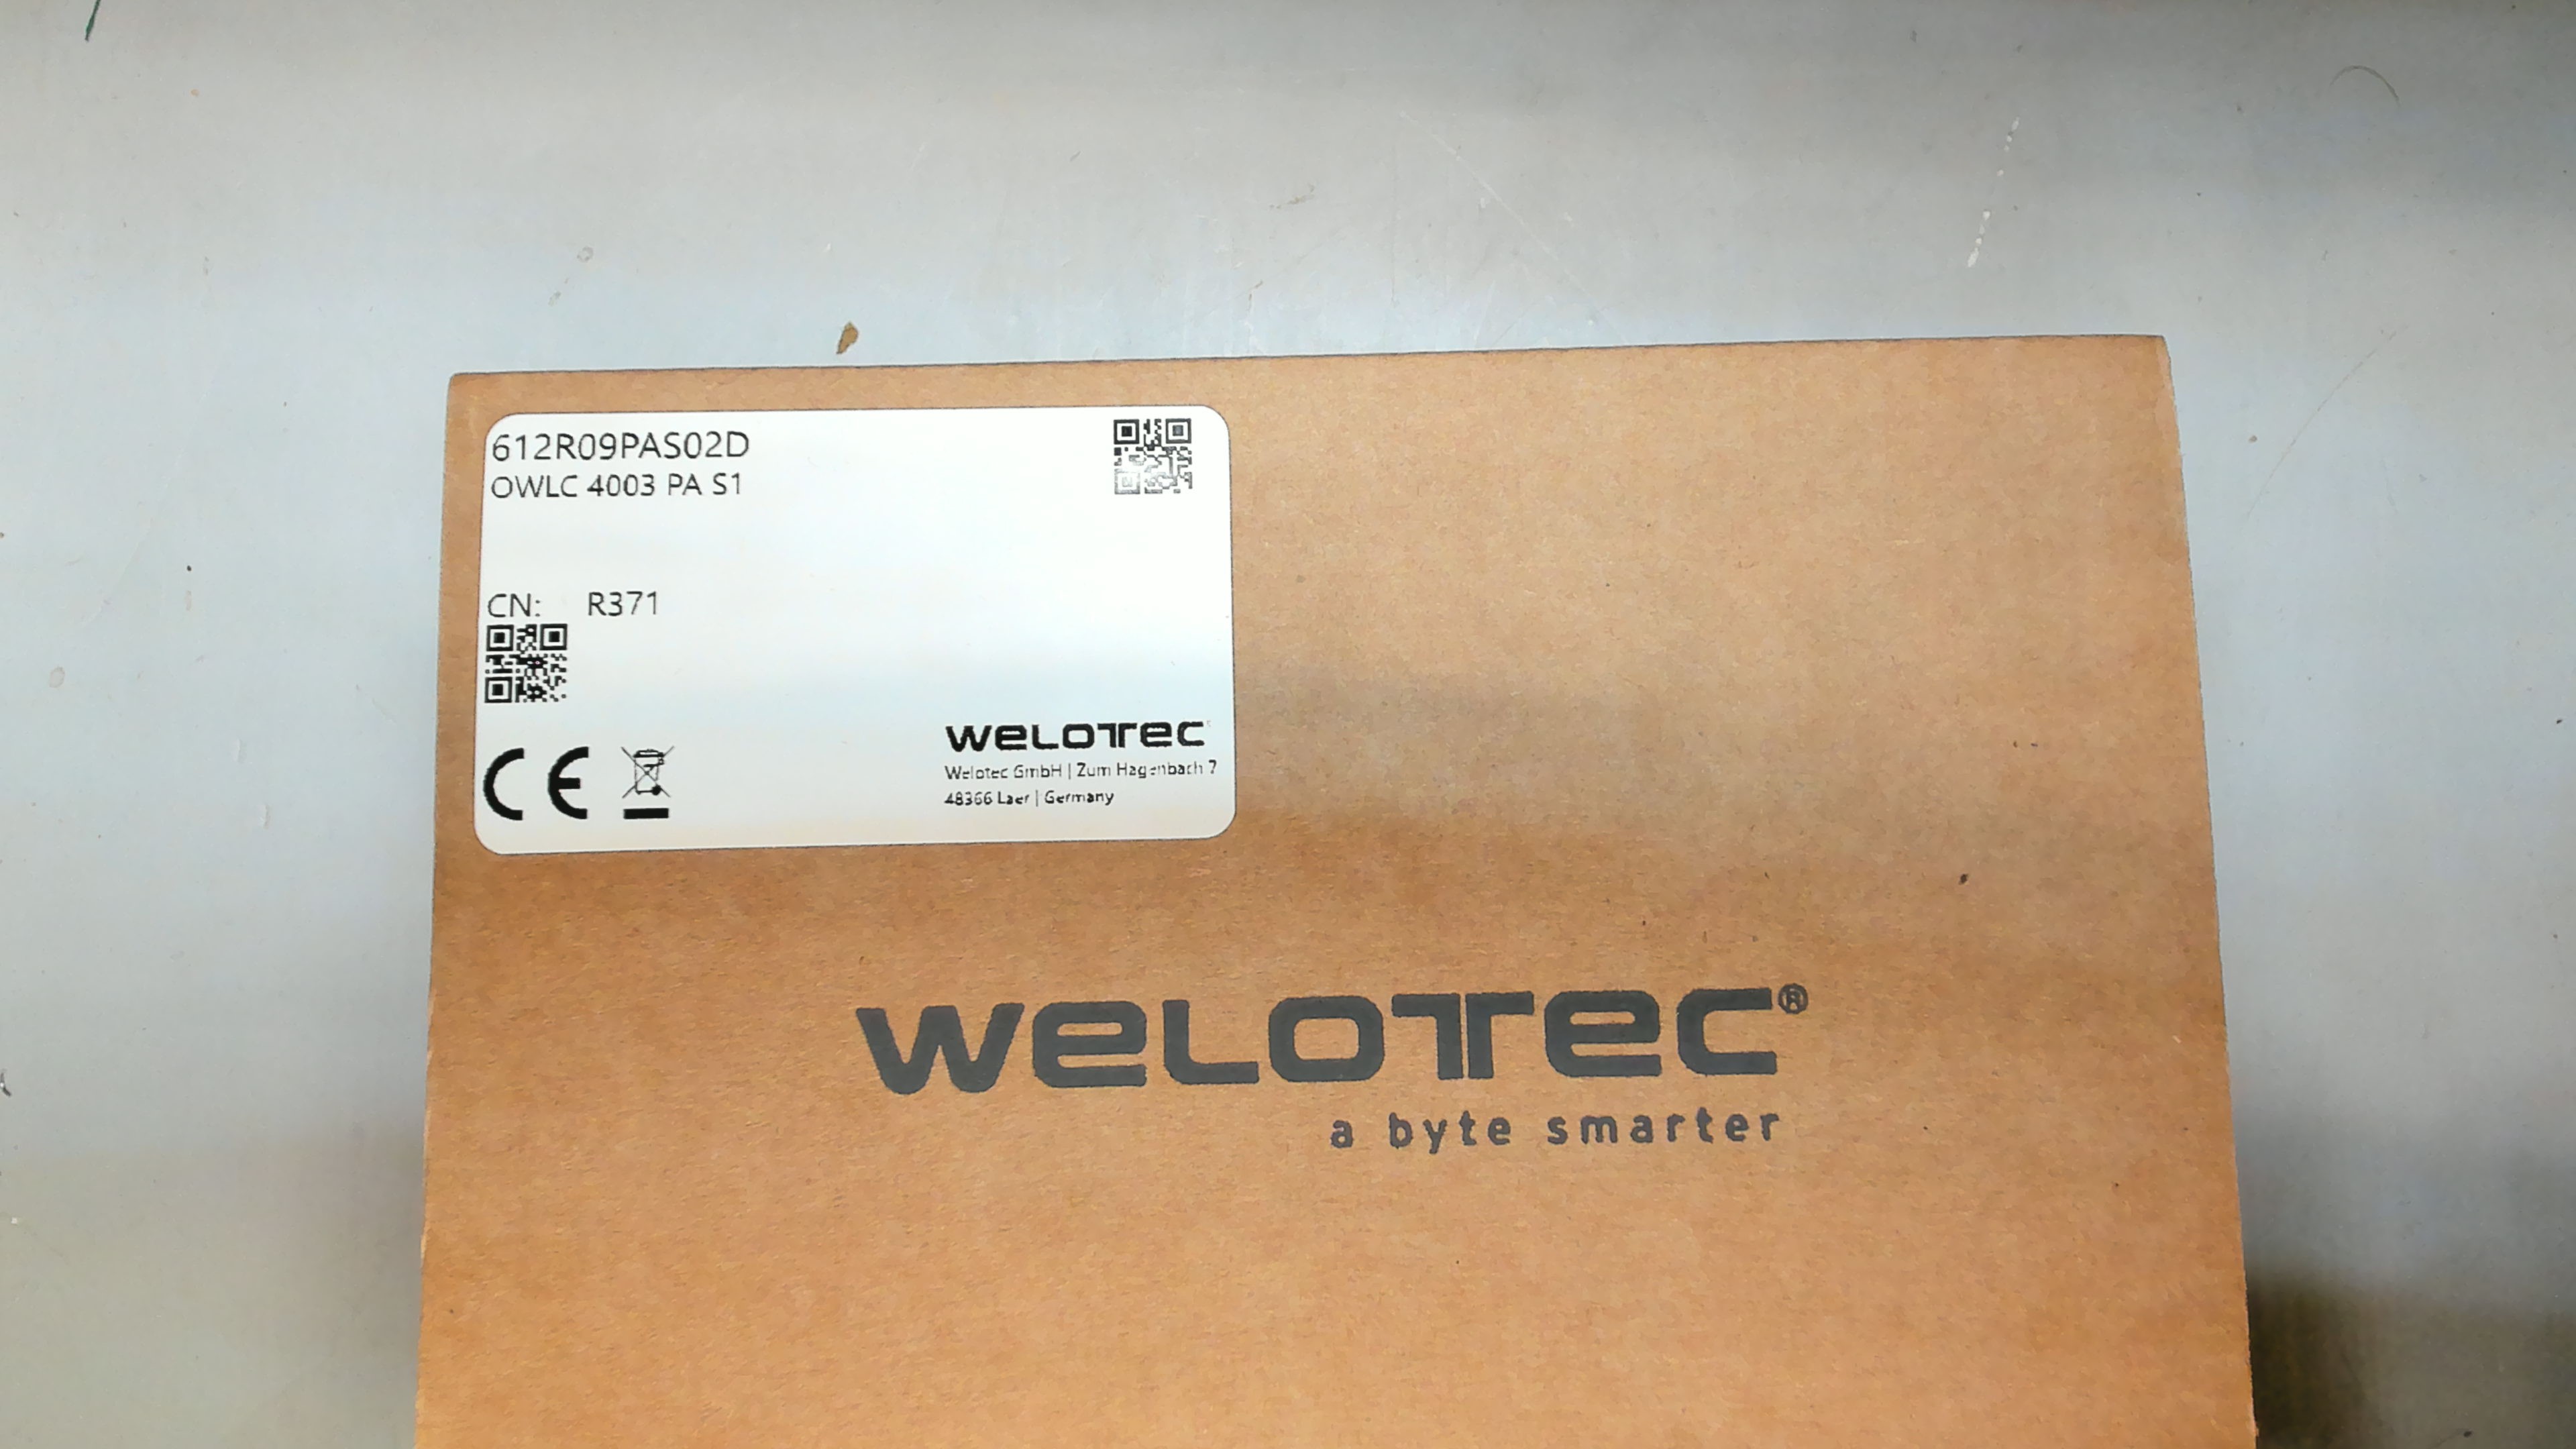 612R09PAS02D
OWLC 4003 PA S1
CN: R371
CE
weLOTec
Welotec GmbH | Zum Hagenbach 7
48366 Laer | Germany
weLOTec®
a byte smarter